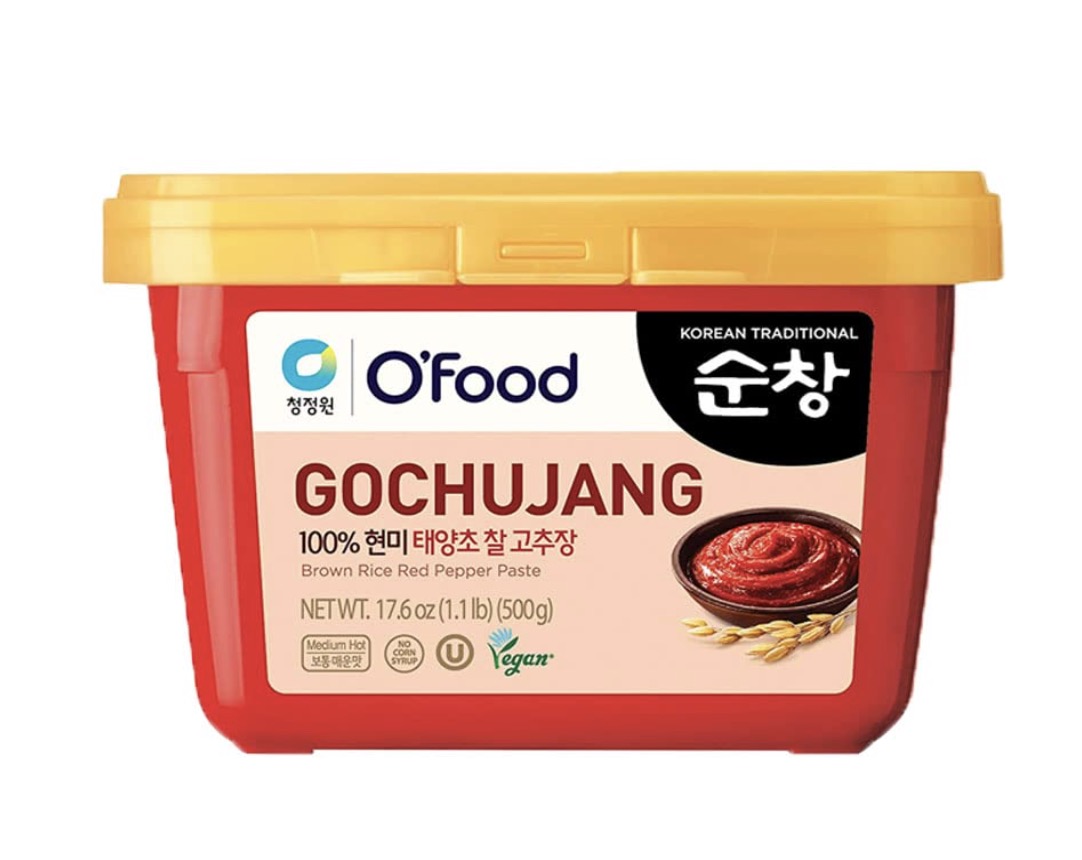 청정원
O'Food
KOREAN TRADITIONAL
순창
GOCHUJANG
100% 현미 태양초 찰 고추장
Brown Rice Red Pepper Paste
NET WT. 17.6 oz (1.1 lb) (500g)
Medium Hot
보통 매운맛
NO
CORN
SYRUP
U
Vegan